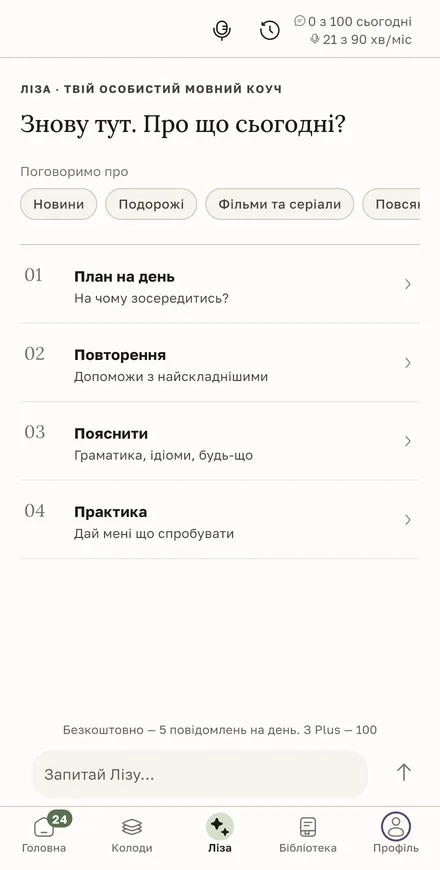 0 з 100 сьогодні
21 з 90 хв/міс
ЛІЗА · ТВІЙ ОСОБИСТИЙ МОВНИЙ КОУЧ
Знову тут. Про що сьогодні?
Поговоримо про
Новини Подорожі Фільми та серіали
01 План на день
На чому зосередитись?
02 Повторення
Допоможи з найскладнішими
03 Пояснити
Граматика, ідіоми, будь-що
04 Практика
Дай мені що спробувати
Безкоштовно — 5 повідомлень на день. З Plus — 100
Запитай Лізу...
24
Головна Колоди Ліза Бібліотека Профіль